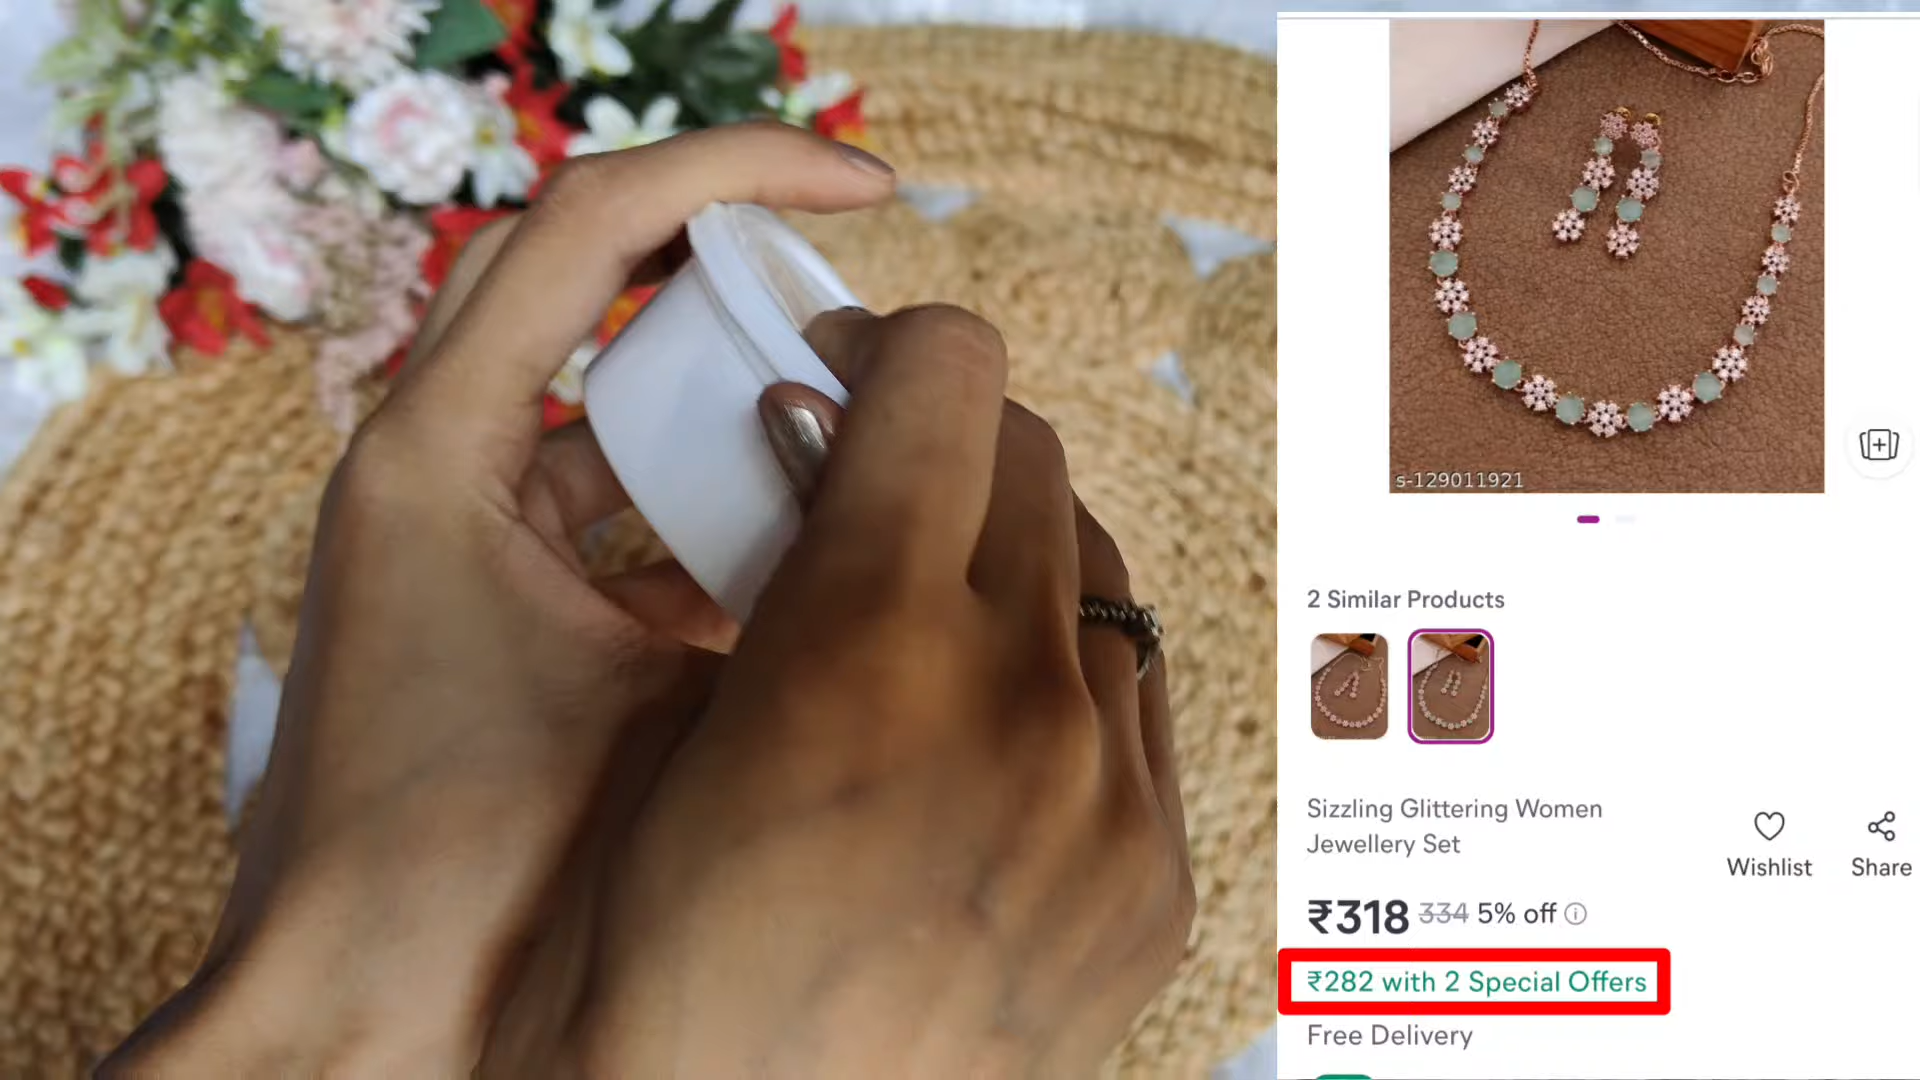 s-129011921
2 Similar Products
Sizzling Glittering Women
Jewellery Set
Wishlist
Share
₹318 334 5% off
₹282 with 2 Special Offers
Free Delivery